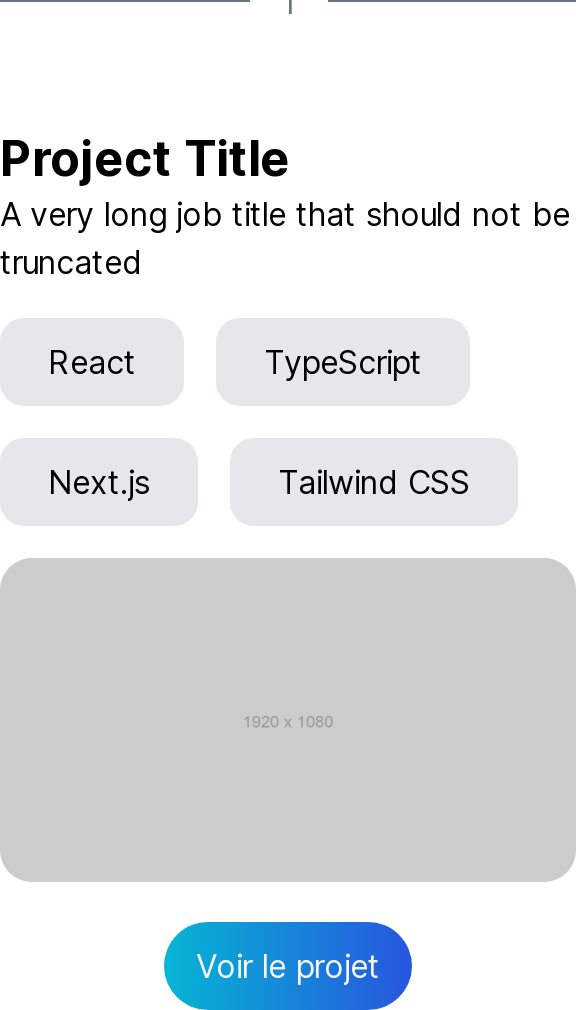 Project Title
A very long job title that should not be
truncated
React
TypeScript
Next.js
Tailwind CSS
1920 x 1080
Voir le projet